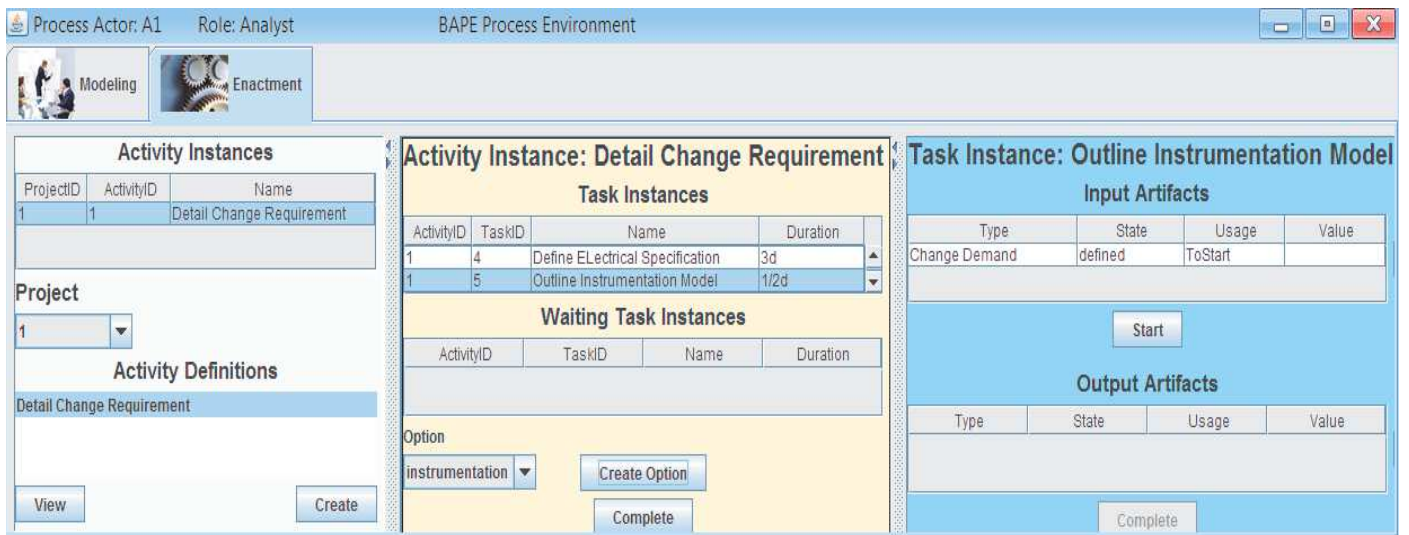 Process Actor: A1 Role: Analyst BAPE Process Environment
Modeling Enactment
Activity Instances
ProjectID ActivityID Name
1 1 Detail Change Requirement
Project
1
Activity Definitions
Detail Change Requirement
View Create
Activity Instance: Detail Change Requirement
Task Instances
ActivityID TaskID Name Duration
1 4 Define ELectrical Specification 3d
1 5 Outline Instrumentation Model 1/2d
Waiting Task Instances
ActivityID TaskID Name Duration
Option
instrumentation Create Option
Complete
Task Instance: Outline Instrumentation Model
Input Artifacts
Type State Usage Value
Change Demand defined ToStart
Start
Output Artifacts
Type State Usage Value
Complete